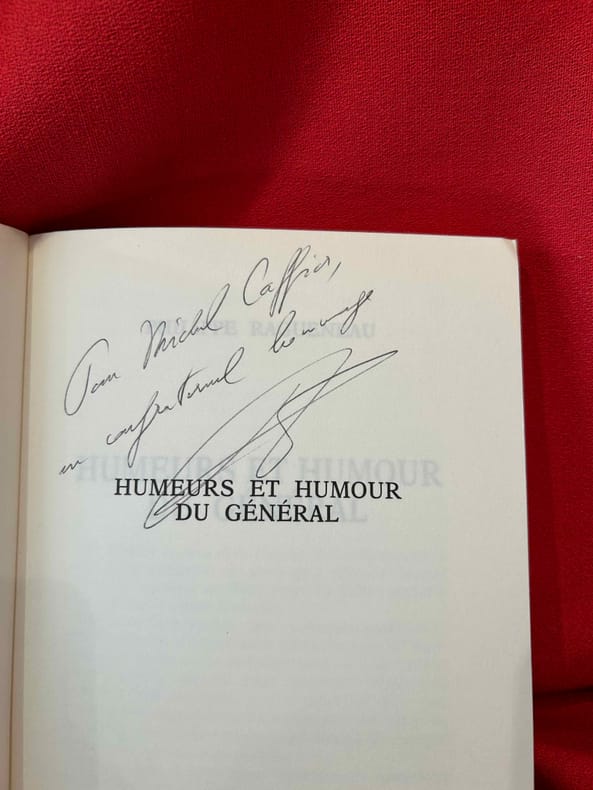 Pour Michel Caffier,
en confraternel hommage
HUMEURS ET HUMOUR
DU GÉNÉRAL